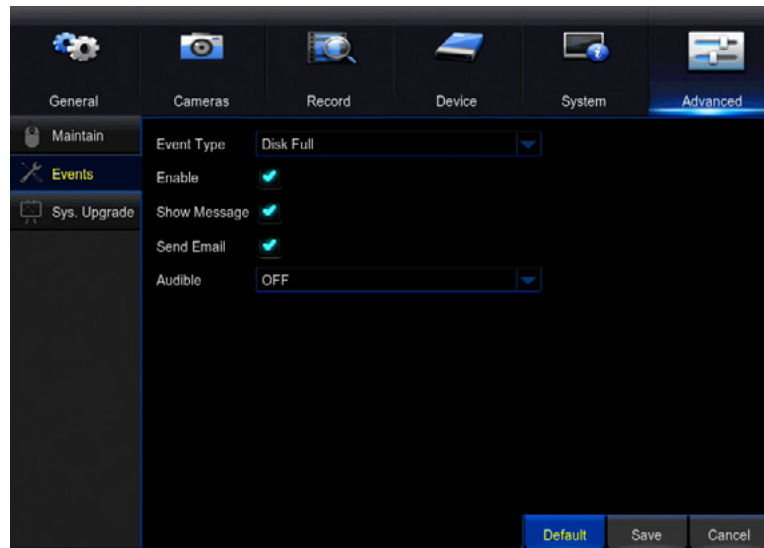 General Cameras Record Device System Advanced
Maintain
Events
Sys. Upgrade
Event Type Disk Full
Enable
Show Message
Send Email
Audible OFF
Default Save Cancel